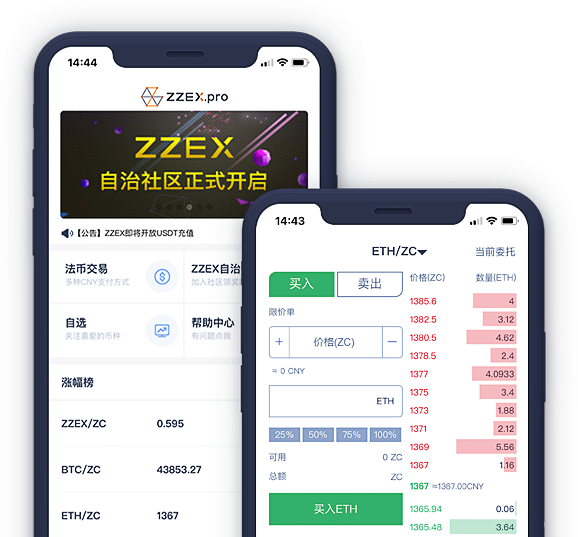 14:44
ZZEX.pro
ZZEX
自治社区正式开启
【公告】ZZEX即将开放USDT充值
法币交易
多种CNY支付方式
ZZEX自治
加入社区领奖
自选
关注喜爱的币种
帮助中心
有问题点我
涨幅榜
ZZEX/ZC 0.595
BTC/ZC 43853.27
ETH/ZC 1367
14:43
ETH/ZC 当前委托
买入 卖出
限价单
+ 价格(ZC) —
≈ 0 CNY
ETH
25% 50% 75% 100%
可用 0 ZC
总额 ZC
买入ETH
价格(ZC) 数量(ETH)
1385.6 4
1382.5 3.12
1380.5 4.62
1378.5 2.4
1377 4.0933
1375 3.4
1373 1.88
1371 2.12
1369 5.56
1367 1.16
1367 ≈1367.00CNY
1365.94 0.06
1365.48 3.64